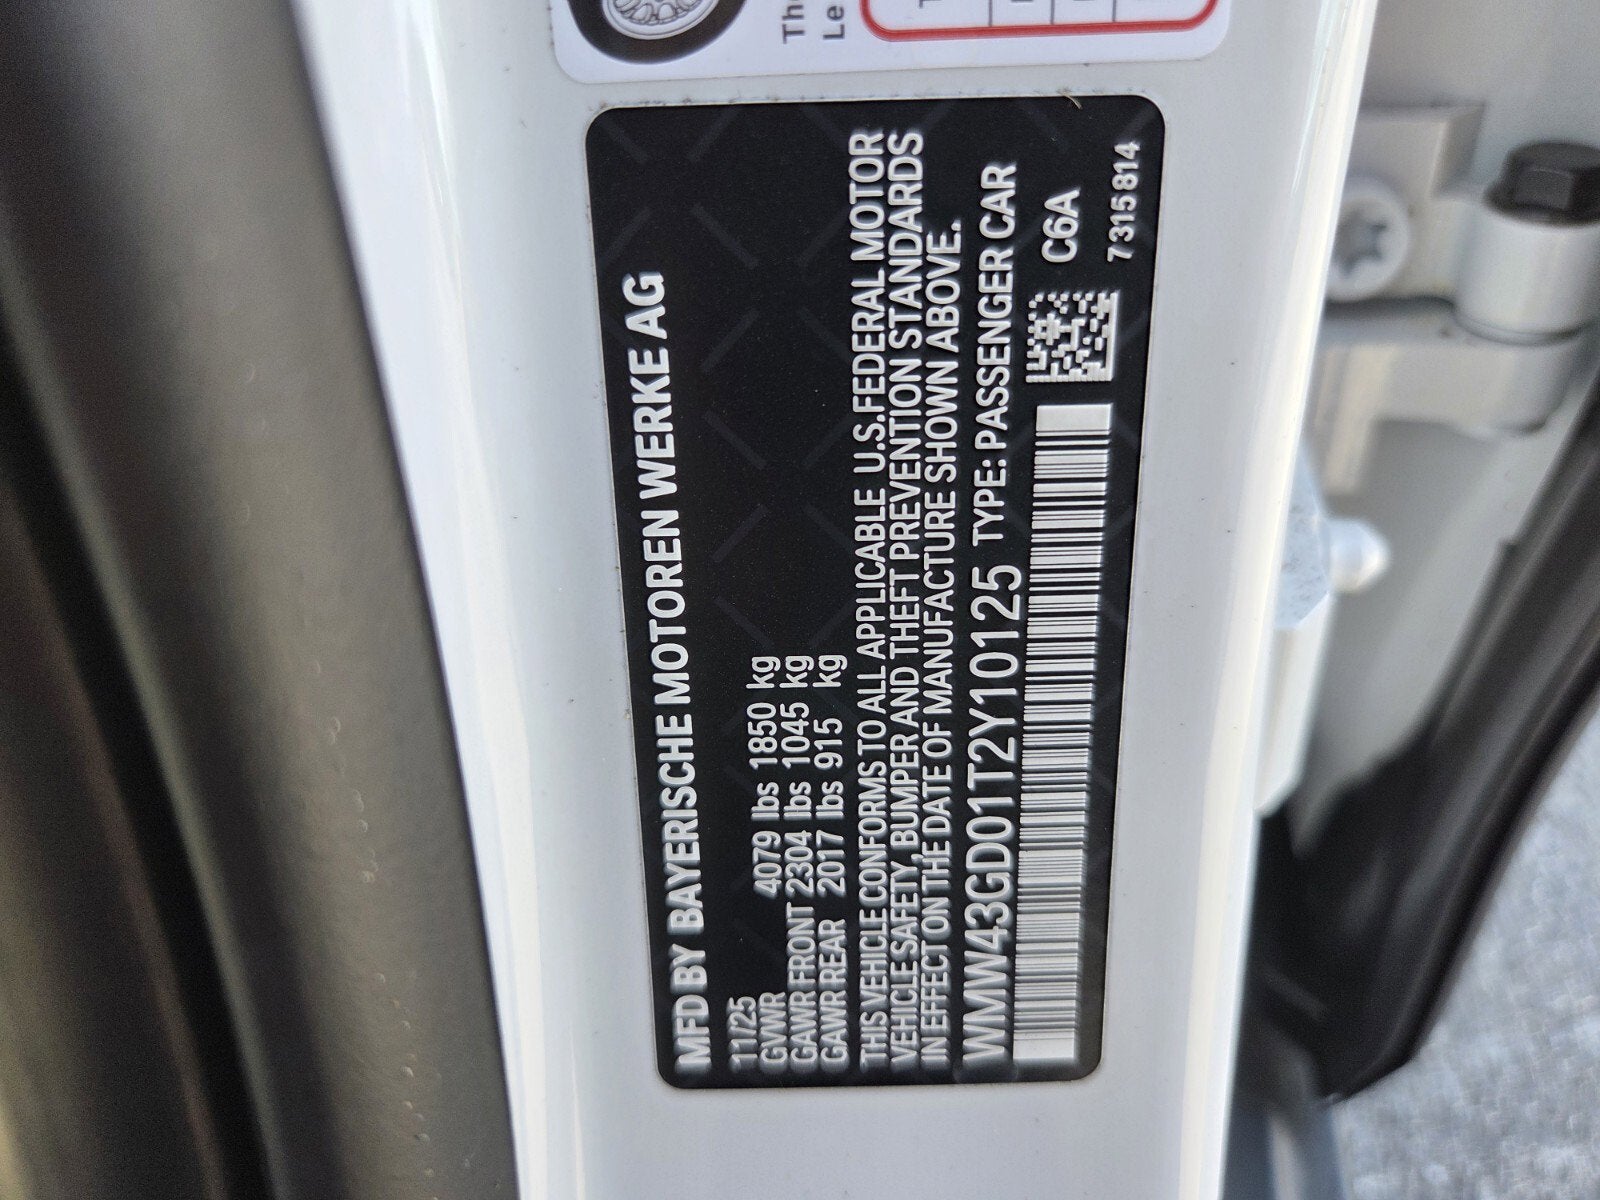 The
Le
MFD BY BAYERISCHE MOTOREN WERKE AG
11/25
GVWR 4079 lbs 1850 kg
GAWR FRONT 2304 lbs 1045 kg
GAWR REAR 2017 lbs 915 kg
THIS VEHICLE CONFORMS TO ALL APPLICABLE U.S.FEDERAL MOTOR
VEHICLE SAFETY, BUMPER AND THEFT PREVENTION STANDARDS
IN EFFECT ON THE DATE OF MANUFACTURE SHOWN ABOVE.
WMW43GD01T2Y10125 TYPE: PASSENGER CAR
C6A
7315814